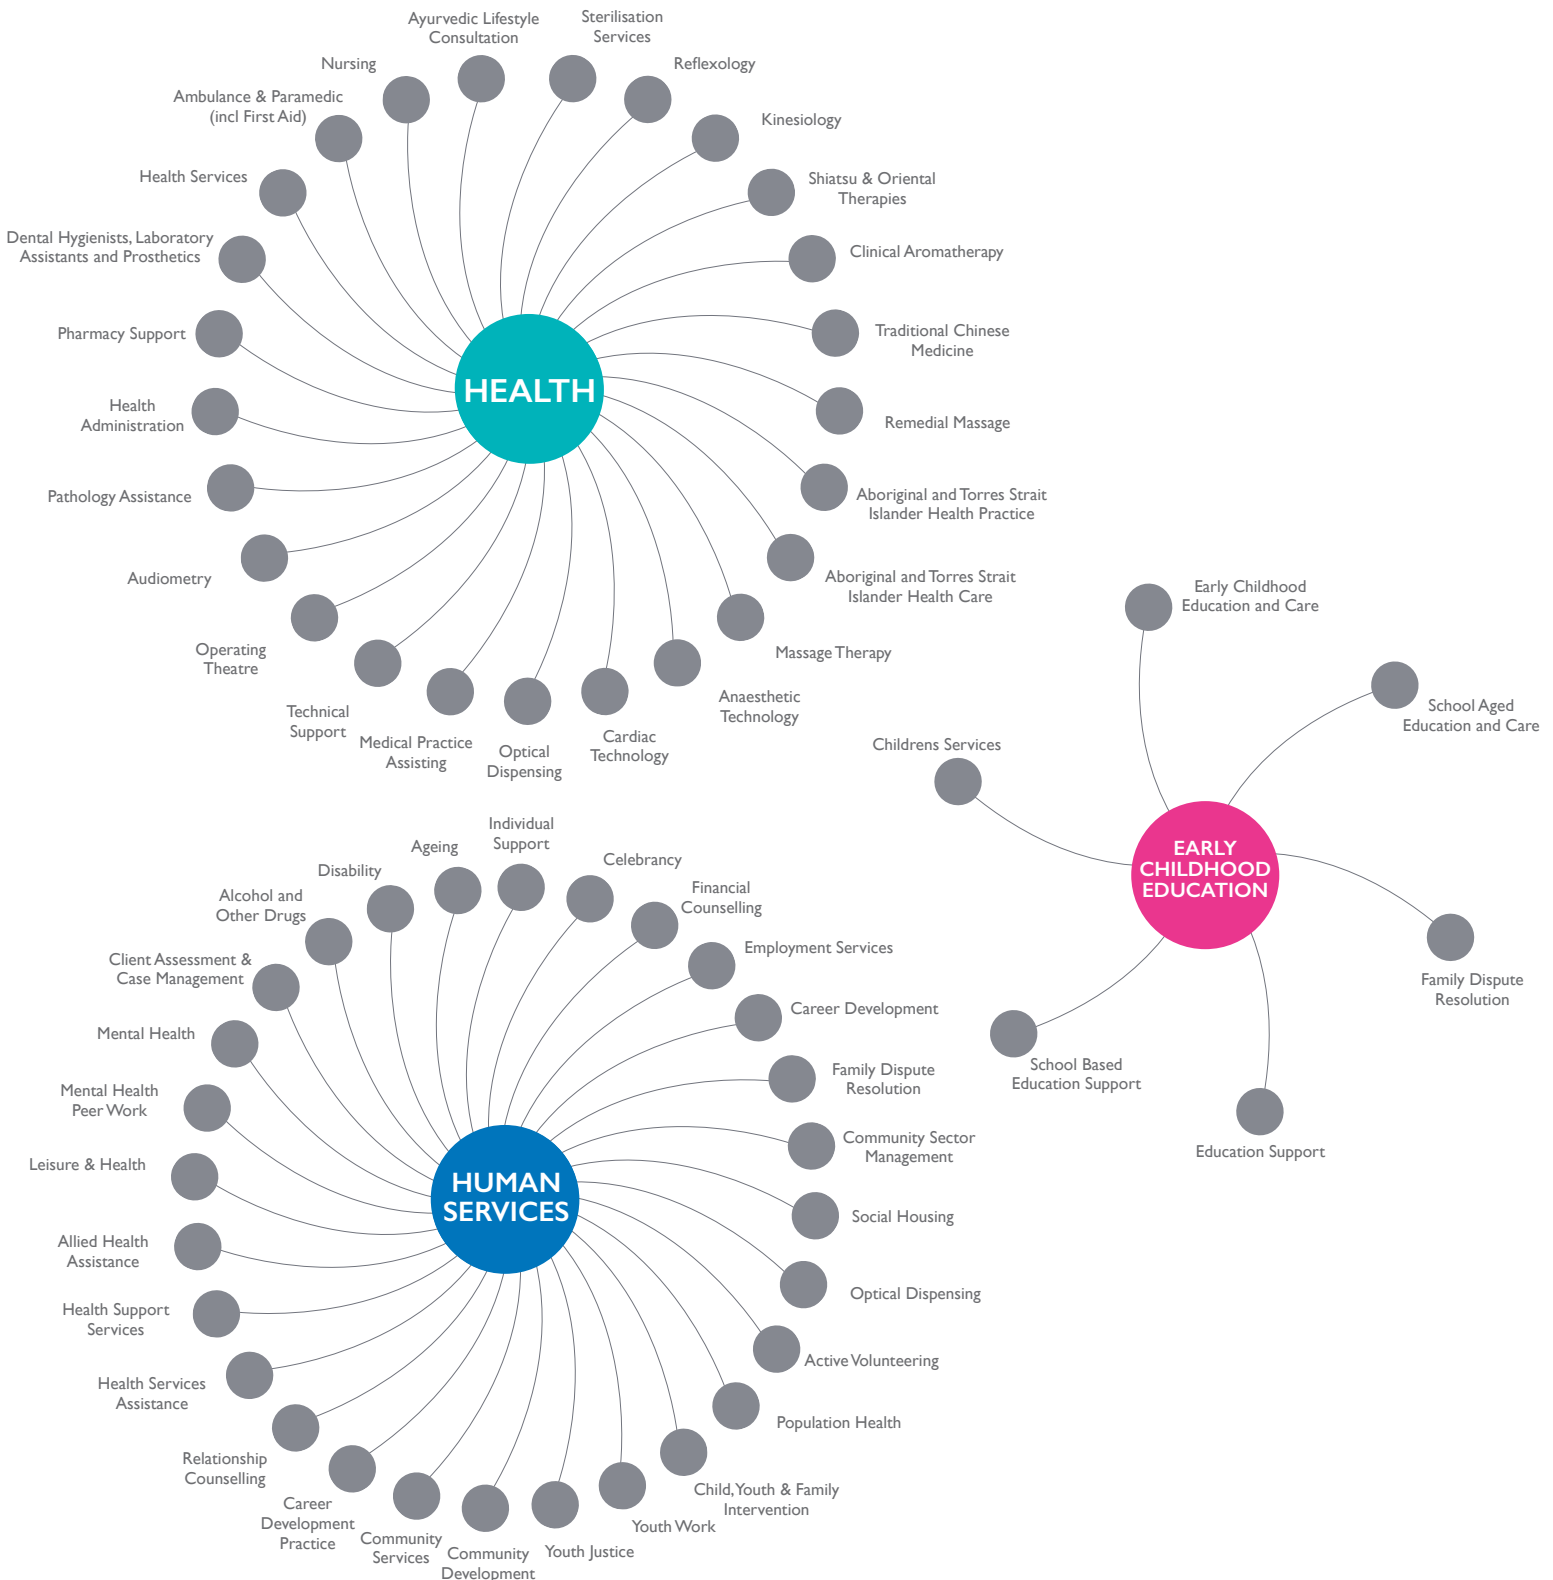 Ayurvedic Lifestyle
Consultation
Sterilisation
Services
Nursing
Reflexology
Ambulance & Paramedic
(incl First Aid)
Kinesiology
Health Services
Shiatsu & Oriental
Therapies
Dental Hygienists, Laboratory
Assistants and Prosthetics
Clinical Aromatherapy
Pharmacy Support
Traditional Chinese
Medicine
HEALTH
Health
Administration
Remedial Massage
Pathology Assistance
Aboriginal and Torres Strait
Islander Health Practice
Audiometry
Aboriginal and Torres Strait
Islander Health Care
Operating
Theatre
Massage Therapy
Technical
Support
Anaesthetic
Technology
Medical Practice
Assisting
Optical
Dispensing
Cardiac
Technology
Early Childhood
Education and Care
School Aged
Education and Care
Childrens Services
EARLY
CHILDHOOD
EDUCATION
Family Dispute
Resolution
School Based
Education Support
Education Support
Individual
Support
Ageing
Celebrancy
Disability
Financial
Counselling
Alcohol and
Other Drugs
Employment Services
Client Assessment &
Case Management
Career Development
Mental Health
Family Dispute
Resolution
Mental Health
Peer Work
Community Sector
Management
Leisure & Health
HUMAN
SERVICES
Social Housing
Allied Health
Assistance
Optical Dispensing
Health Support
Services
Active Volunteering
Health Services
Assistance
Population Health
Relationship
Counselling
Child, Youth & Family
Intervention
Career
Development
Practice
Youth Work
Community
Services
Community
Development
Youth Justice